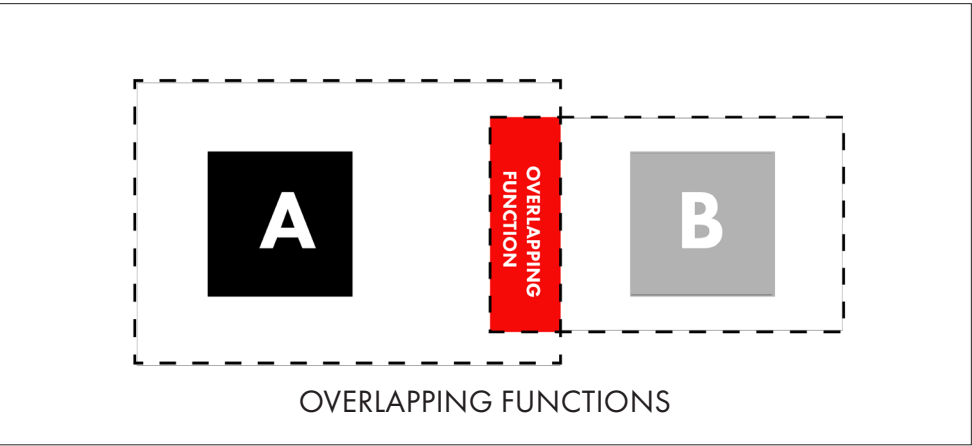 A
OVERLAPPING
FUNCTION
B
OVERLAPPING FUNCTIONS